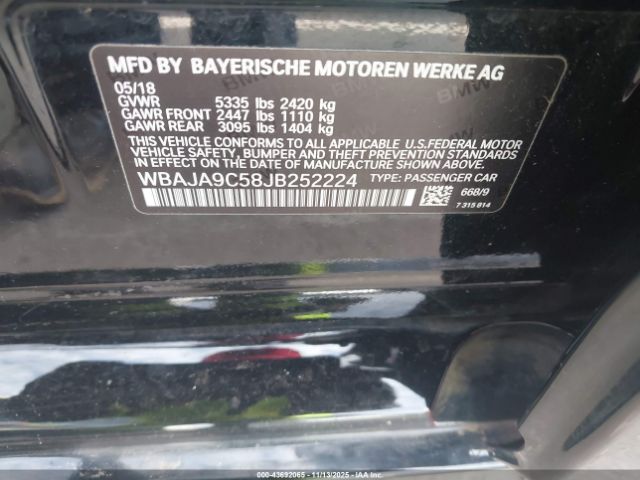 MFD BY BAYERISCHE MOTOREN WERKE AG
05/18
GVWR 5335 lbs 2420 kg
GAWR FRONT 2447 lbs 1110 kg
GAWR REAR 3095 lbs 1404 kg
THIS VEHICLE CONFORMS TO ALL APPLICABLE U.S.FEDERAL MOTOR
VEHICLE SAFETY, BUMPER AND THEFT PREVENTION STANDARDS
IN EFFECT ON THE DATE OF MANUFACTURE SHOWN ABOVE.
WBAJA9C58JB252224 TYPE: PASSENGER CAR
668/9
7 315 814
00-43692065 - 11/13/2025 - IAAI.com